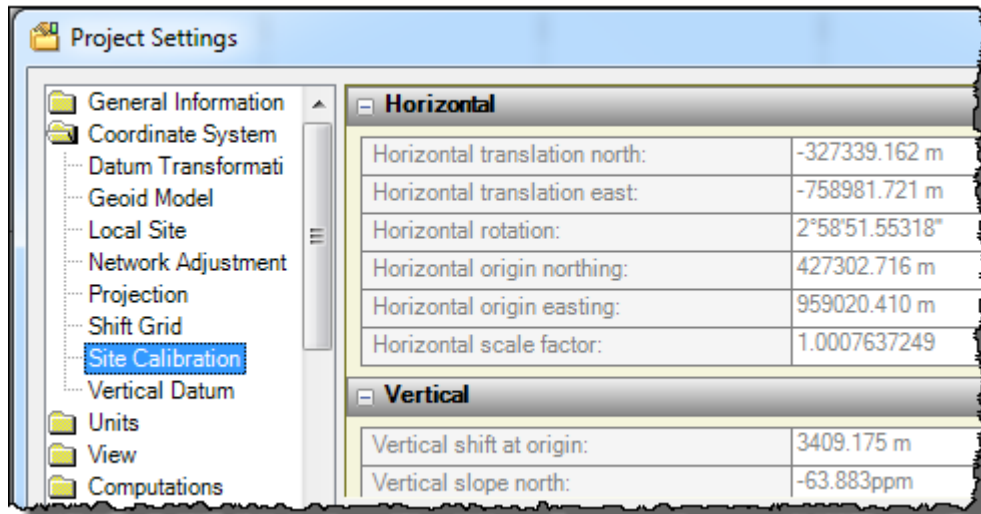 Project Settings
General Information
Coordinate System
Datum Transformati
Geoid Model
Local Site
Network Adjustment
Projection
Shift Grid
Site Calibration
Vertical Datum
Units
View
Computations
Horizontal
Horizontal translation north: -327339.162 m
Horizontal translation east: -758981.721 m
Horizontal rotation: 2°58'51.55318"
Horizontal origin northing: 427302.716 m
Horizontal origin easting: 959020.410 m
Horizontal scale factor: 1.0007637249
Vertical
Vertical shift at origin: 3409.175 m
Vertical slope north: -63.883ppm